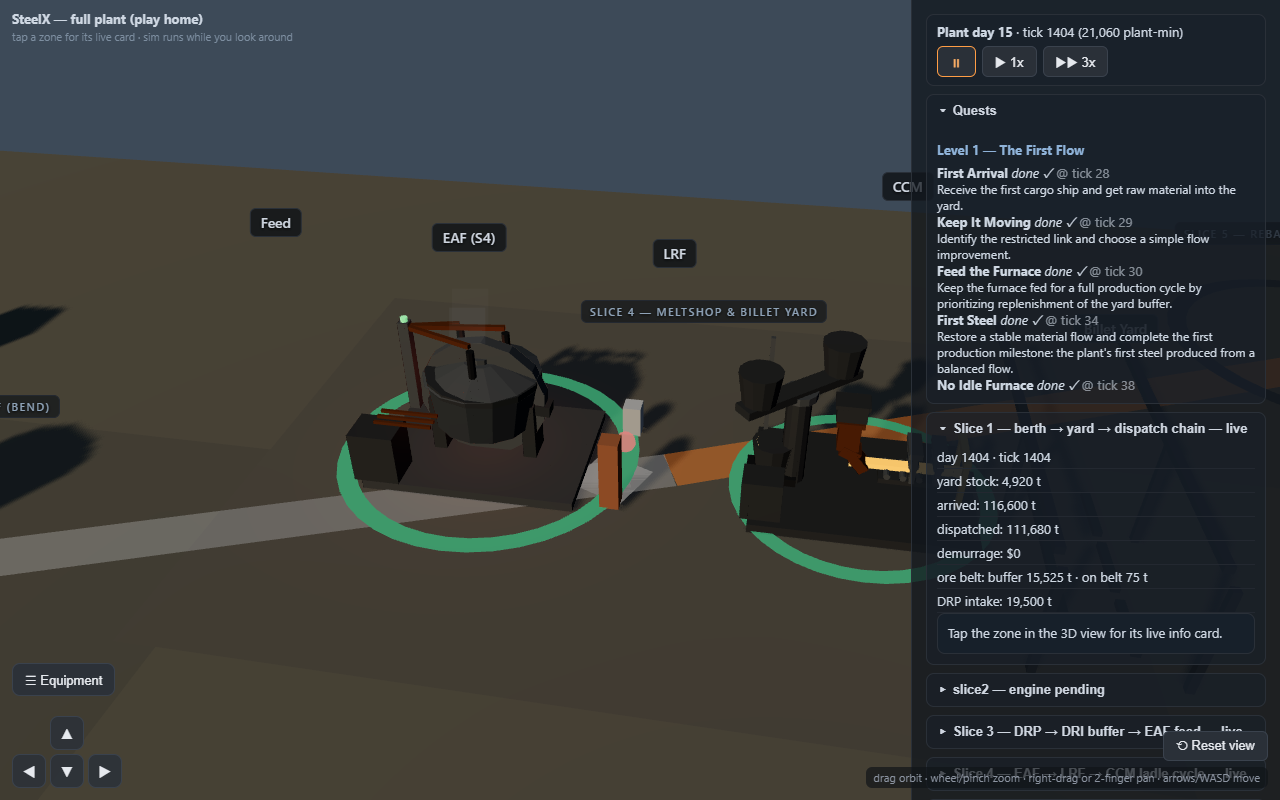 SteelX — full plant (play home)
tap a zone for its live card · sim runs while you look around
Feed
EAF (S4)
LRF
CCM
SLICE 4 — MELTSHOP & BILLET YARD
(BEND)
☰ Equipment
▲
◀ ▼ ▶
Plant day 15 · tick 1404 (21,060 plant-min)
⏸ ▶ 1x ▶▶ 3x
▾ Quests
Level 1 — The First Flow
First Arrival done ✓ @ tick 28
Receive the first cargo ship and get raw material into the
yard.
Keep It Moving done ✓ @ tick 29
Identify the restricted link and choose a simple flow
improvement.
Feed the Furnace done ✓ @ tick 30
Keep the furnace fed for a full production cycle by
prioritizing replenishment of the yard buffer.
First Steel done ✓ @ tick 34
Restore a stable material flow and complete the first
production milestone: the plant's first steel produced from a
balanced flow.
No Idle Furnace done ✓ @ tick 38
Billet Yard
▾ Slice 1 — berth → yard → dispatch chain — live
day 1404 · tick 1404
yard stock: 4,920 t
arrived: 116,600 t
dispatched: 111,680 t
demurrage: $0
ore belt: buffer 15,525 t · on belt 75 t
DRP intake: 19,500 t
Tap the zone in the 3D view for its live info card.
▸ slice2 — engine pending
▸ Slice 3 — DRP → DRI buffer → EAF feed — live
⟲ Reset view
▸ Slice 4 — EAF → LRF → CCM ladle cycle — live
drag orbit · wheel/pinch zoom · right-drag or 2-finger pan · arrows/WASD move